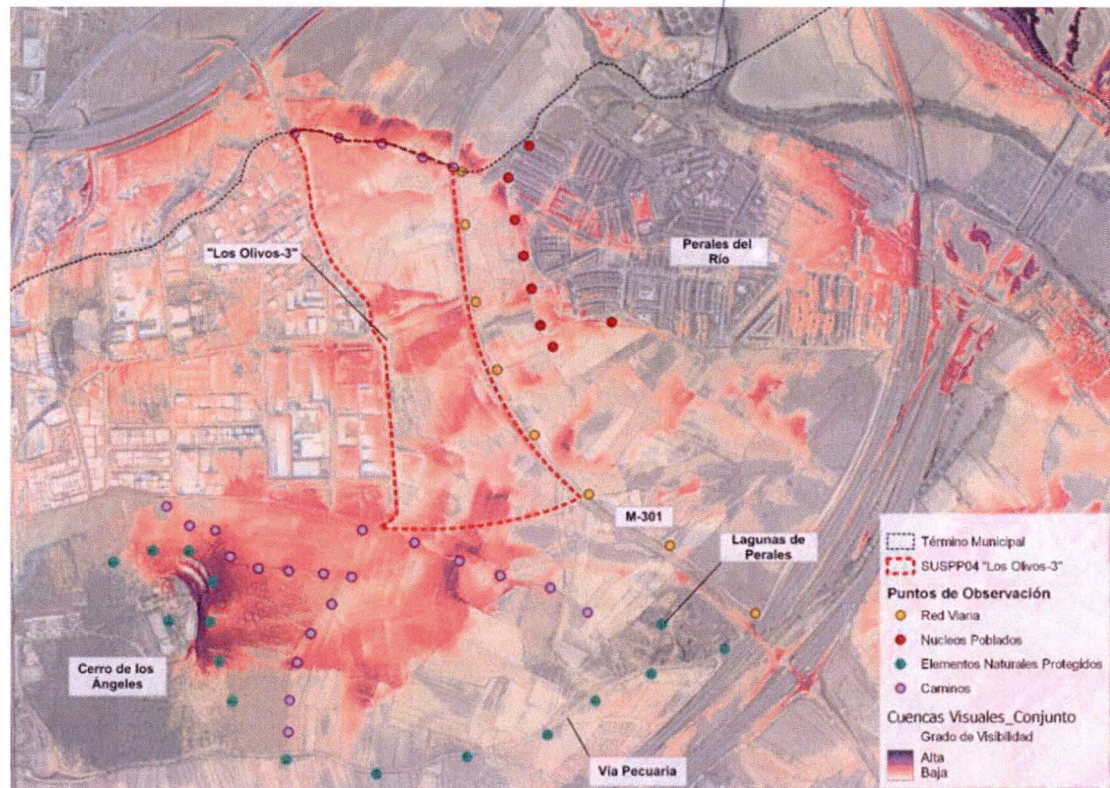 "Los Olivos-3"
Perales del
Río
M-301
Lagunas de
Perales
Cerro de los
Ángeles
Vía Pecuaria
Término Municipal
SUSPP04 "Los Olivos-3"
Puntos de Observación
Red Viaria
Nucleos Poblados
Elementos Naturales Protegidos
Caminos
Cuencas Visuales_Conjunto
Grado de Visibilidad
Alta
Baja